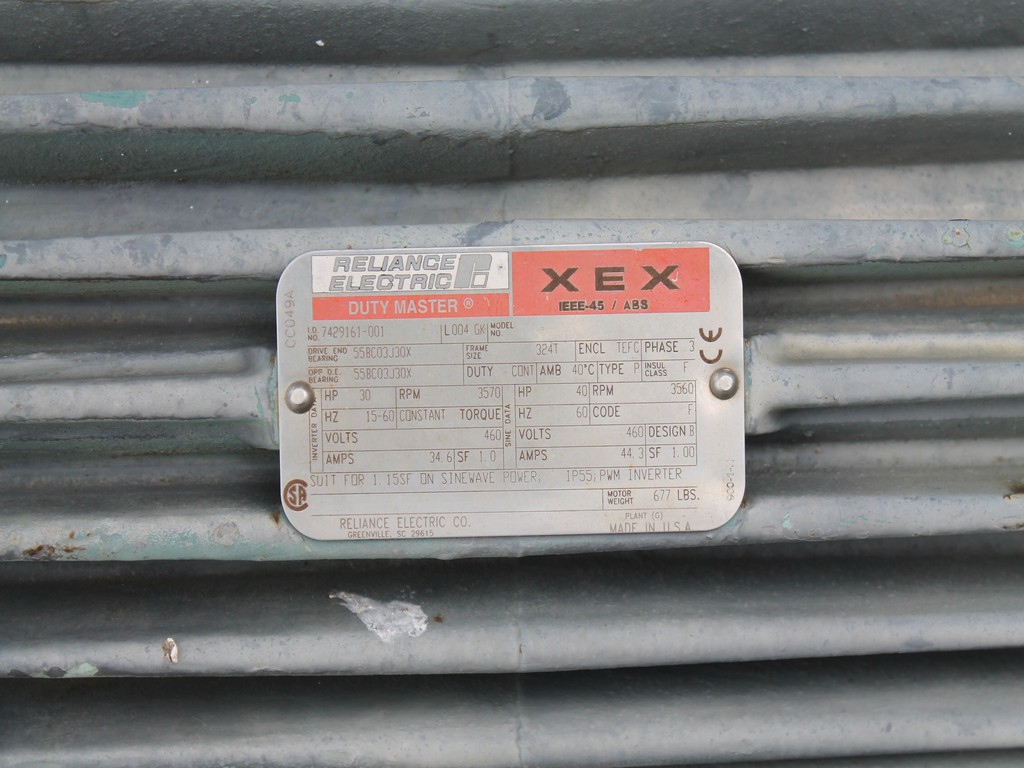 RELIANCE
ELECTRIC
DUTY MASTER ®
XEX
IEEE-45 / ABS
CC049A
I.D. NO. 7429161-001 L004 GK MODEL NO.
DRIVE END BEARING 55BC03J30X FRAME SIZE 324T ENCL TEFC PHASE 3
OPP D.E. BEARING 55BC03J30X DUTY CONT AMB 40°C TYPE P INSUL CLASS F
INVERTER DATA
HP 30 RPM 3570
HZ 15-60 CONSTANT TORQUE
VOLTS 460
AMPS 34.6 SF 1.0
SINE DATA
HP 40 RPM 3560
HZ 60 CODE F
VOLTS 460 DESIGN B
AMPS 44.3 SF 1.00
SUIT FOR 1.15SF ON SINEWAVE POWER, IP55;PWM INVERTER
MOTOR WEIGHT 677 LBS.
RELIANCE ELECTRIC CO.
GREENVILLE, SC 29615
PLANT (G)
MADE IN U.S.A
CE
CSA